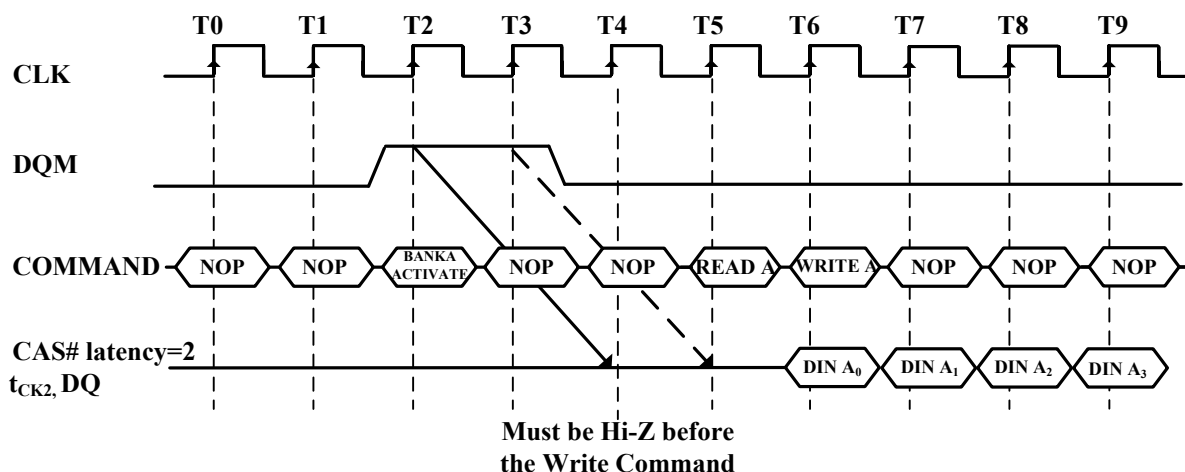 T0 T1 T2 T3 T4 T5 T6 T7 T8 T9
CLK
DQM
COMMAND NOP NOP BANKA ACTIVATE NOP NOP READ A WRITE A NOP NOP NOP
CAS# latency=2
tCK2, DQ DIN A0 DIN A1 DIN A2 DIN A3
Must be Hi-Z before
the Write Command